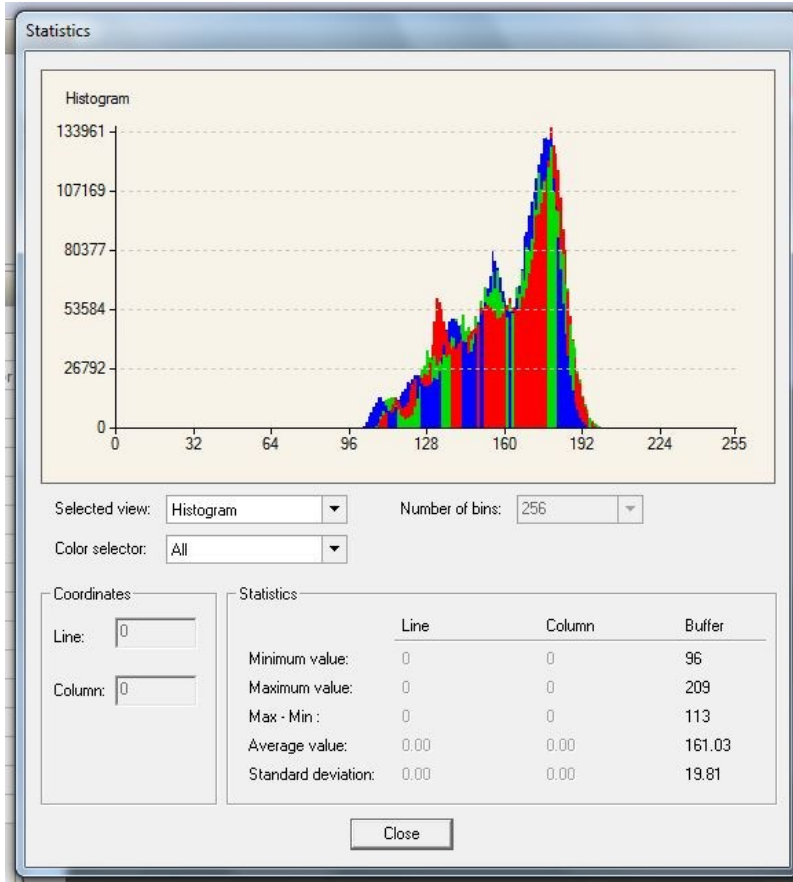 Statistics
Histogram
133961
107169
80377
53584
26792
0
0 32 64 96 128 160 192 224 255
Selected view: Histogram Number of bins: 256
Color selector: All
Coordinates
Line: 0
Column: 0
Statistics
Line Column Buffer
Minimum value: 0 0 96
Maximum value: 0 0 209
Max - Min : 0 0 113
Average value: 0.00 0.00 161.03
Standard deviation: 0.00 0.00 19.81
Close